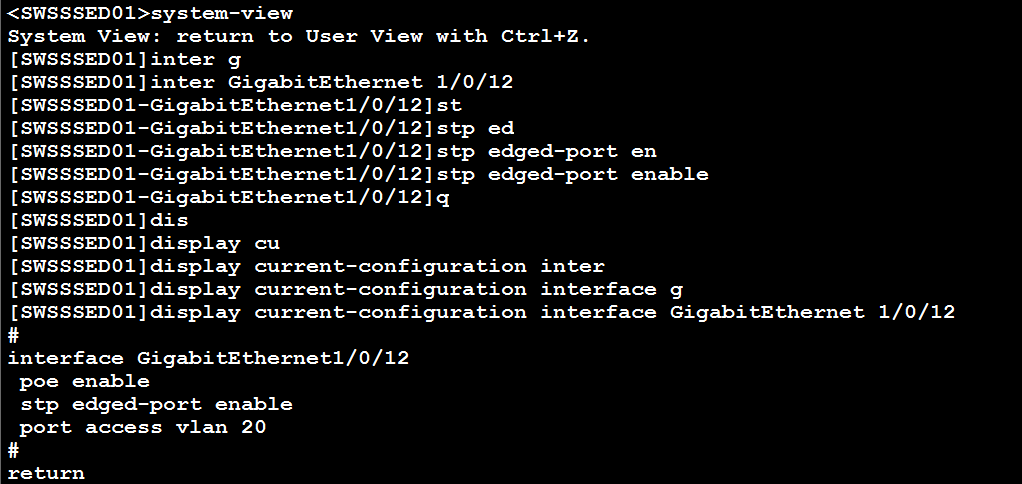 <SWSSSED01>system-view
System View: return to User View with Ctrl+Z.
[SWSSSED01]inter g
[SWSSSED01]inter GigabitEthernet 1/0/12
[SWSSSED01-GigabitEthernet1/0/12]st
[SWSSSED01-GigabitEthernet1/0/12]stp ed
[SWSSSED01-GigabitEthernet1/0/12]stp edged-port en
[SWSSSED01-GigabitEthernet1/0/12]stp edged-port enable
[SWSSSED01-GigabitEthernet1/0/12]q
[SWSSSED01]dis
[SWSSSED01]display cu
[SWSSSED01]display current-configuration inter
[SWSSSED01]display current-configuration interface g
[SWSSSED01]display current-configuration interface GigabitEthernet 1/0/12
#
interface GigabitEthernet1/0/12
 poe enable
 stp edged-port enable
 port access vlan 20
#
return